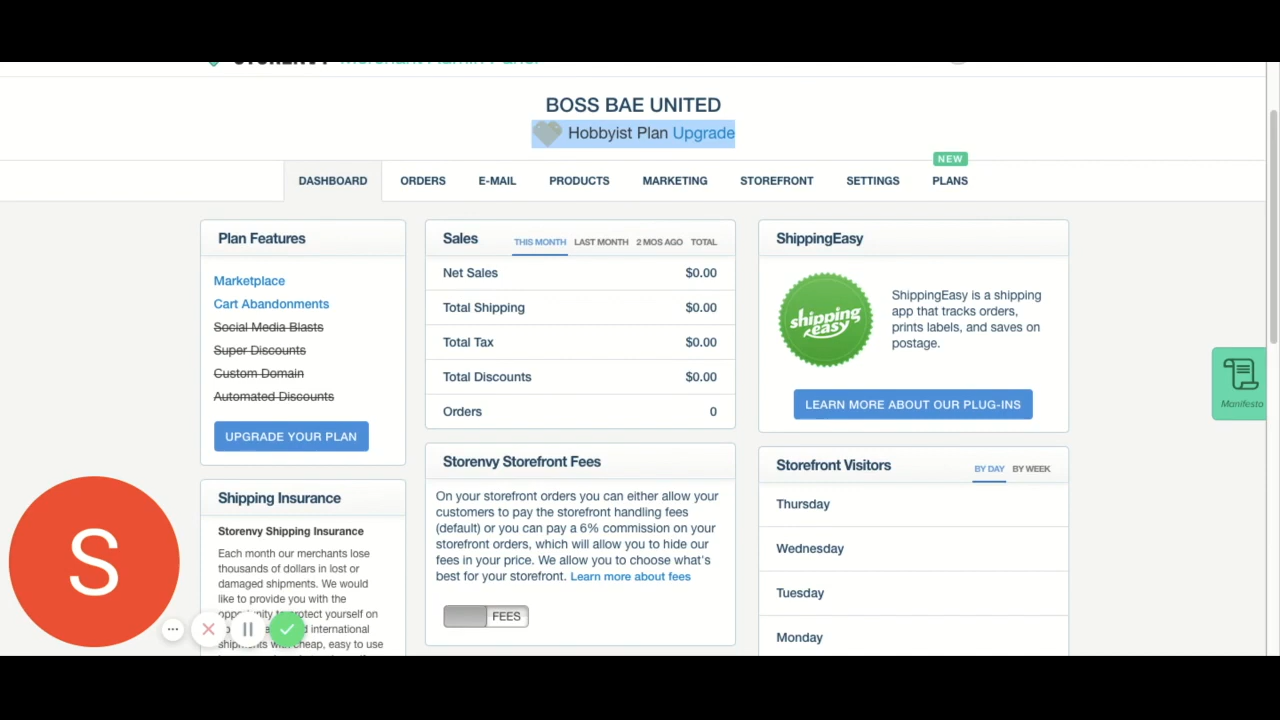 BOSS BAE UNITED
Hobbyist Plan Upgrade
NEW
DASHBOARD ORDERS E-MAIL PRODUCTS MARKETING STOREFRONT SETTINGS PLANS
Plan Features
Marketplace
Cart Abandonments
Social Media Blasts
Super Discounts
Custom Domain
Automated Discounts
UPGRADE YOUR PLAN
Shipping Insurance
Storenvy Shipping Insurance
Each month our merchants lose
thousands of dollars in lost or
damaged shipments. We would
like to provide you with the
to protect yourself on
international
cheap, easy to use
S
Sales THIS MONTH LAST MONTH 2 MOS AGO TOTAL
Net Sales $0.00
Total Shipping $0.00
Total Tax $0.00
Total Discounts $0.00
Orders 0
Storenvy Storefront Fees
On your storefront orders you can either allow your
customers to pay the storefront handling fees
(default) or you can pay a 6% commission on your
storefront orders, which will allow you to hide our
fees in your price. We allow you to choose what's
best for your storefront. Learn more about fees
FEES
ShippingEasy
shipping
easy
ShippingEasy is a shipping
app that tracks orders,
prints labels, and saves on
postage.
LEARN MORE ABOUT OUR PLUG-INS
Storefront Visitors BY DAY BY WEEK
Thursday
Wednesday
Tuesday
Monday
Manifesto